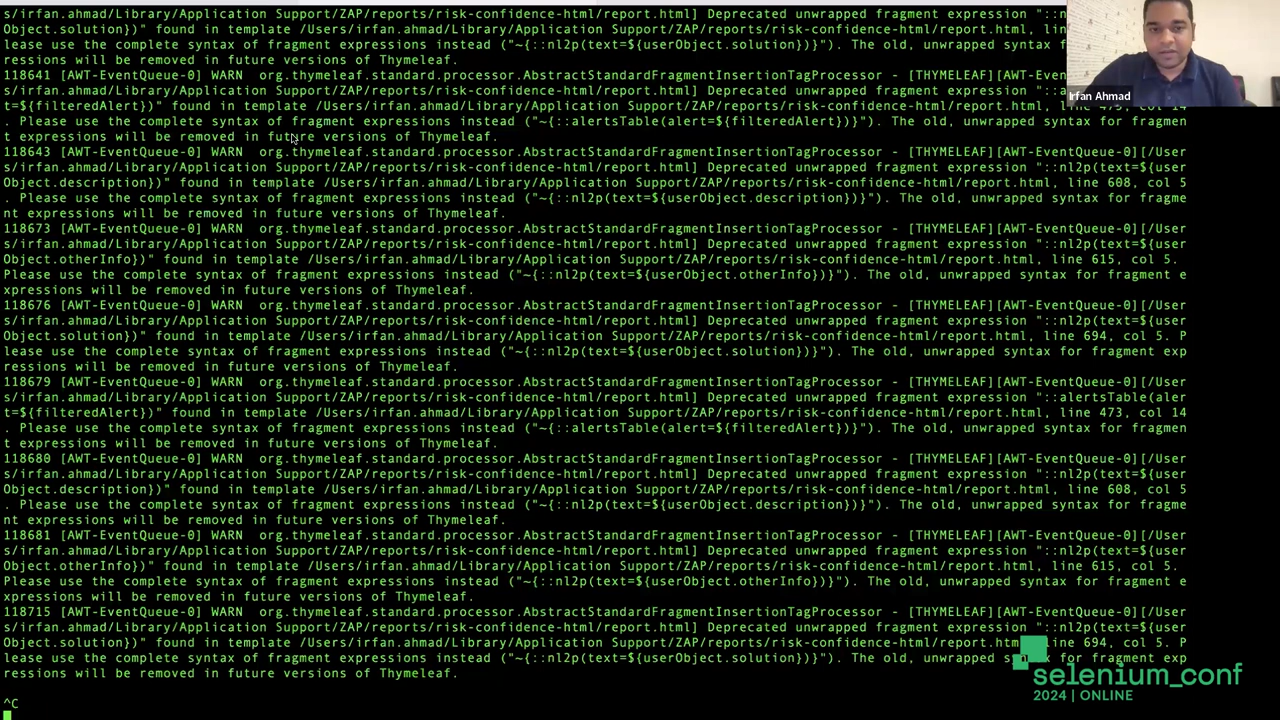 s/irfan.ahmad/Library/Application Support/ZAP/reports/risk-confidence-html/report.html] Deprecated unwrapped fragment expression "::n
Object.solution})" found in template /Users/irfan.ahmad/Library/Application Support/ZAP/reports/risk-confidence-html/report.html, lin
lease use the complete syntax of fragment expressions instead ("~{::nl2p(text=${userObject.solution})}"). The old, unwrapped syntax f
ressions will be removed in future versions of Thymeleaf.
118641 [AWT-EventQueue-0] WARN  org.thymeleaf.standard.processor.AbstractStandardFragmentInsertionTagProcessor - [THYMELEAF][AWT-Even
s/irfan.ahmad/Library/Application Support/ZAP/reports/risk-confidence-html/report.html] Deprecated unwrapped fragment expression "::a
t=${filteredAlert})" found in template /Users/irfan.ahmad/Library/Application Support/ZAP/reports/risk-confidence-html/report.html, line 473, col 14
. Please use the complete syntax of fragment expressions instead ("~{::alertsTable(alert=${filteredAlert})}"). The old, unwrapped syntax for fragmen
t expressions will be removed in future versions of Thymeleaf.
118643 [AWT-EventQueue-0] WARN  org.thymeleaf.standard.processor.AbstractStandardFragmentInsertionTagProcessor - [THYMELEAF][AWT-EventQueue-0][/User
s/irfan.ahmad/Library/Application Support/ZAP/reports/risk-confidence-html/report.html] Deprecated unwrapped fragment expression "::nl2p(text=${user
Object.description})" found in template /Users/irfan.ahmad/Library/Application Support/ZAP/reports/risk-confidence-html/report.html, line 608, col 5
. Please use the complete syntax of fragment expressions instead ("~{::nl2p(text=${userObject.description})}"). The old, unwrapped syntax for fragme
nt expressions will be removed in future versions of Thymeleaf.
118673 [AWT-EventQueue-0] WARN  org.thymeleaf.standard.processor.AbstractStandardFragmentInsertionTagProcessor - [THYMELEAF][AWT-EventQueue-0][/User
s/irfan.ahmad/Library/Application Support/ZAP/reports/risk-confidence-html/report.html] Deprecated unwrapped fragment expression "::nl2p(text=${user
Object.otherInfo})" found in template /Users/irfan.ahmad/Library/Application Support/ZAP/reports/risk-confidence-html/report.html, line 615, col 5.
Please use the complete syntax of fragment expressions instead ("~{::nl2p(text=${userObject.otherInfo})}"). The old, unwrapped syntax for fragment e
xpressions will be removed in future versions of Thymeleaf.
118676 [AWT-EventQueue-0] WARN  org.thymeleaf.standard.processor.AbstractStandardFragmentInsertionTagProcessor - [THYMELEAF][AWT-EventQueue-0][/User
s/irfan.ahmad/Library/Application Support/ZAP/reports/risk-confidence-html/report.html] Deprecated unwrapped fragment expression "::nl2p(text=${user
Object.solution})" found in template /Users/irfan.ahmad/Library/Application Support/ZAP/reports/risk-confidence-html/report.html, line 694, col 5. P
lease use the complete syntax of fragment expressions instead ("~{::nl2p(text=${userObject.solution})}"). The old, unwrapped syntax for fragment exp
ressions will be removed in future versions of Thymeleaf.
118679 [AWT-EventQueue-0] WARN  org.thymeleaf.standard.processor.AbstractStandardFragmentInsertionTagProcessor - [THYMELEAF][AWT-EventQueue-0][/User
s/irfan.ahmad/Library/Application Support/ZAP/reports/risk-confidence-html/report.html] Deprecated unwrapped fragment expression "::alertsTable(aler
t=${filteredAlert})" found in template /Users/irfan.ahmad/Library/Application Support/ZAP/reports/risk-confidence-html/report.html, line 473, col 14
. Please use the complete syntax of fragment expressions instead ("~{::alertsTable(alert=${filteredAlert})}"). The old, unwrapped syntax for fragmen
t expressions will be removed in future versions of Thymeleaf.
118680 [AWT-EventQueue-0] WARN  org.thymeleaf.standard.processor.AbstractStandardFragmentInsertionTagProcessor - [THYMELEAF][AWT-EventQueue-0][/User
s/irfan.ahmad/Library/Application Support/ZAP/reports/risk-confidence-html/report.html] Deprecated unwrapped fragment expression "::nl2p(text=${user
Object.description})" found in template /Users/irfan.ahmad/Library/Application Support/ZAP/reports/risk-confidence-html/report.html, line 608, col 5
. Please use the complete syntax of fragment expressions instead ("~{::nl2p(text=${userObject.description})}"). The old, unwrapped syntax for fragme
nt expressions will be removed in future versions of Thymeleaf.
118681 [AWT-EventQueue-0] WARN  org.thymeleaf.standard.processor.AbstractStandardFragmentInsertionTagProcessor - [THYMELEAF][AWT-EventQueue-0][/User
s/irfan.ahmad/Library/Application Support/ZAP/reports/risk-confidence-html/report.html] Deprecated unwrapped fragment expression "::nl2p(text=${user
Object.otherInfo})" found in template /Users/irfan.ahmad/Library/Application Support/ZAP/reports/risk-confidence-html/report.html, line 615, col 5.
Please use the complete syntax of fragment expressions instead ("~{::nl2p(text=${userObject.otherInfo})}"). The old, unwrapped syntax for fragment e
xpressions will be removed in future versions of Thymeleaf.
118715 [AWT-EventQueue-0] WARN  org.thymeleaf.standard.processor.AbstractStandardFragmentInsertionTagProcessor - [THYMELEAF][AWT-EventQueue-0][/User
s/irfan.ahmad/Library/Application Support/ZAP/reports/risk-confidence-html/report.html] Deprecated unwrapped fragment expression "::nl2p(text=${user
Object.solution})" found in template /Users/irfan.ahmad/Library/Application Support/ZAP/reports/risk-confidence-html/report.htm line 694, col 5. P
lease use the complete syntax of fragment expressions instead ("~{::nl2p(text=${userObject.solution})}"). The old, unwrapped syntax for fragment exp
ressions will be removed in future versions of Thymeleaf.
^C
Irfan Ahmad
selenium_conf
2024 | ONLINE